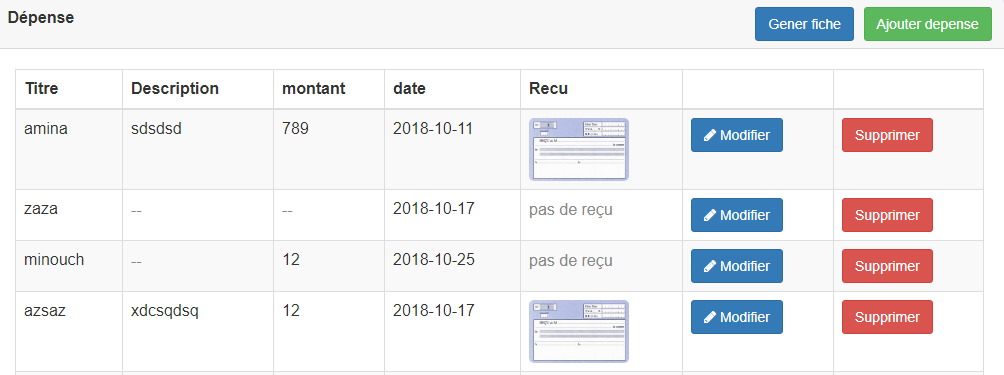 Dépense Gener fiche Ajouter depense
Titre Description montant date Recu
amina sdsdsd 789 2018-10-11 Modifier Supprimer
zaza -- -- 2018-10-17 pas de reçu Modifier Supprimer
minouch -- 12 2018-10-25 pas de reçu Modifier Supprimer
azsaz xdcsqdsq 12 2018-10-17 Modifier Supprimer